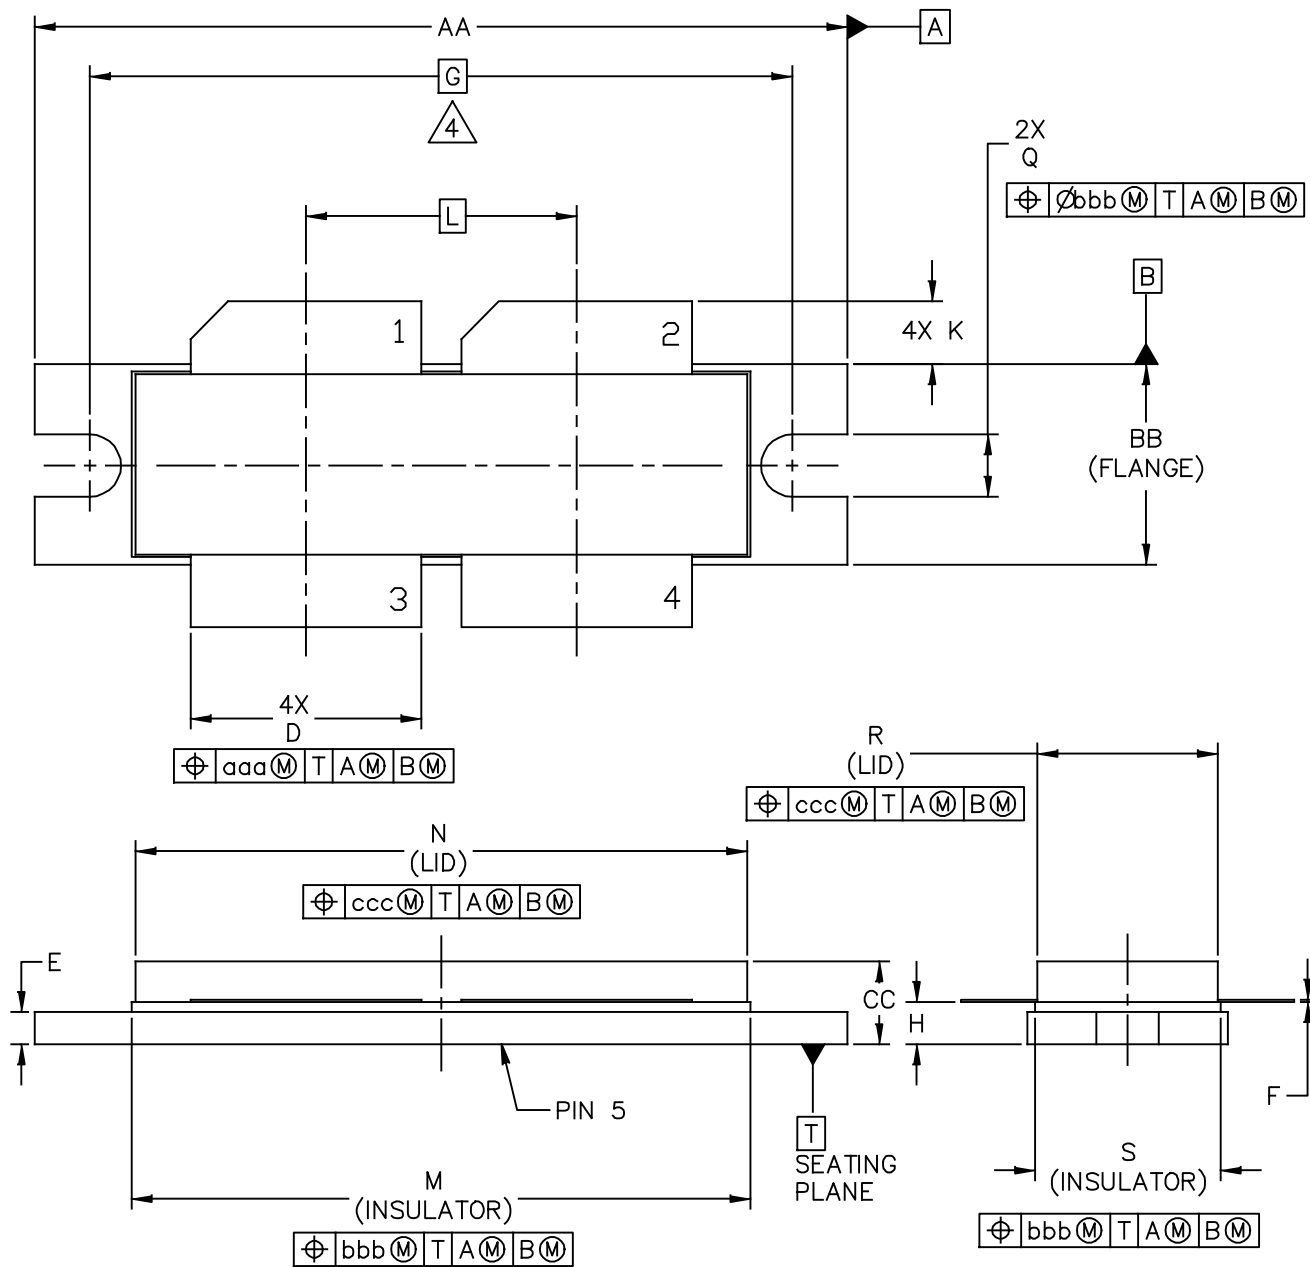 AA
A
G
4
2X
Q
⌖ Øbbb Ⓜ T A Ⓜ B Ⓜ
L
B
1
2
4X K
BB
(FLANGE)
3
4
4X
D
⌖ aaa Ⓜ T A Ⓜ B Ⓜ
R
(LID)
⌖ ccc Ⓜ T A Ⓜ B Ⓜ
N
(LID)
⌖ ccc Ⓜ T A Ⓜ B Ⓜ
E
CC
H
F
PIN 5
T
SEATING
PLANE
M
(INSULATOR)
⌖ bbb Ⓜ T A Ⓜ B Ⓜ
S
(INSULATOR)
⌖ bbb Ⓜ T A Ⓜ B Ⓜ